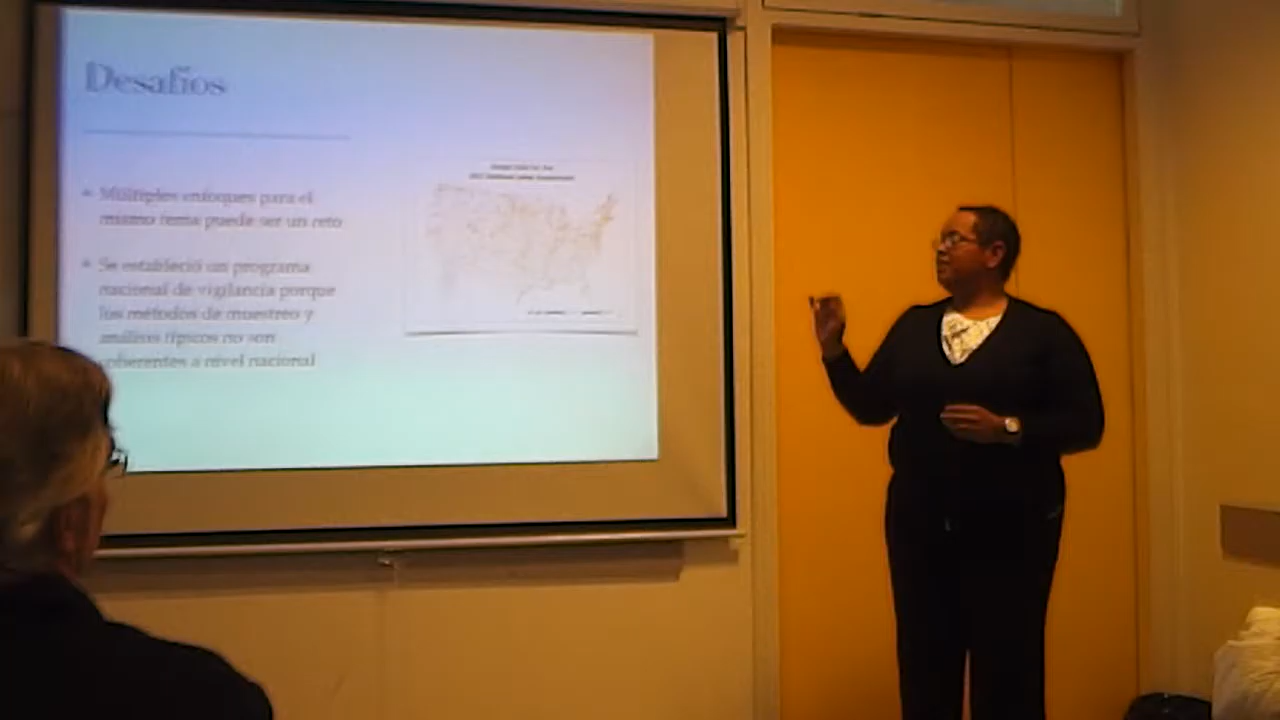 Desafíos
• Múltiples enfoques para el
mismo tema puede ser un reto
• Se estableció un programa
nacional de vigilancia porque
los métodos de muestreo y
análisis típicos no son
coherentes a nivel nacional